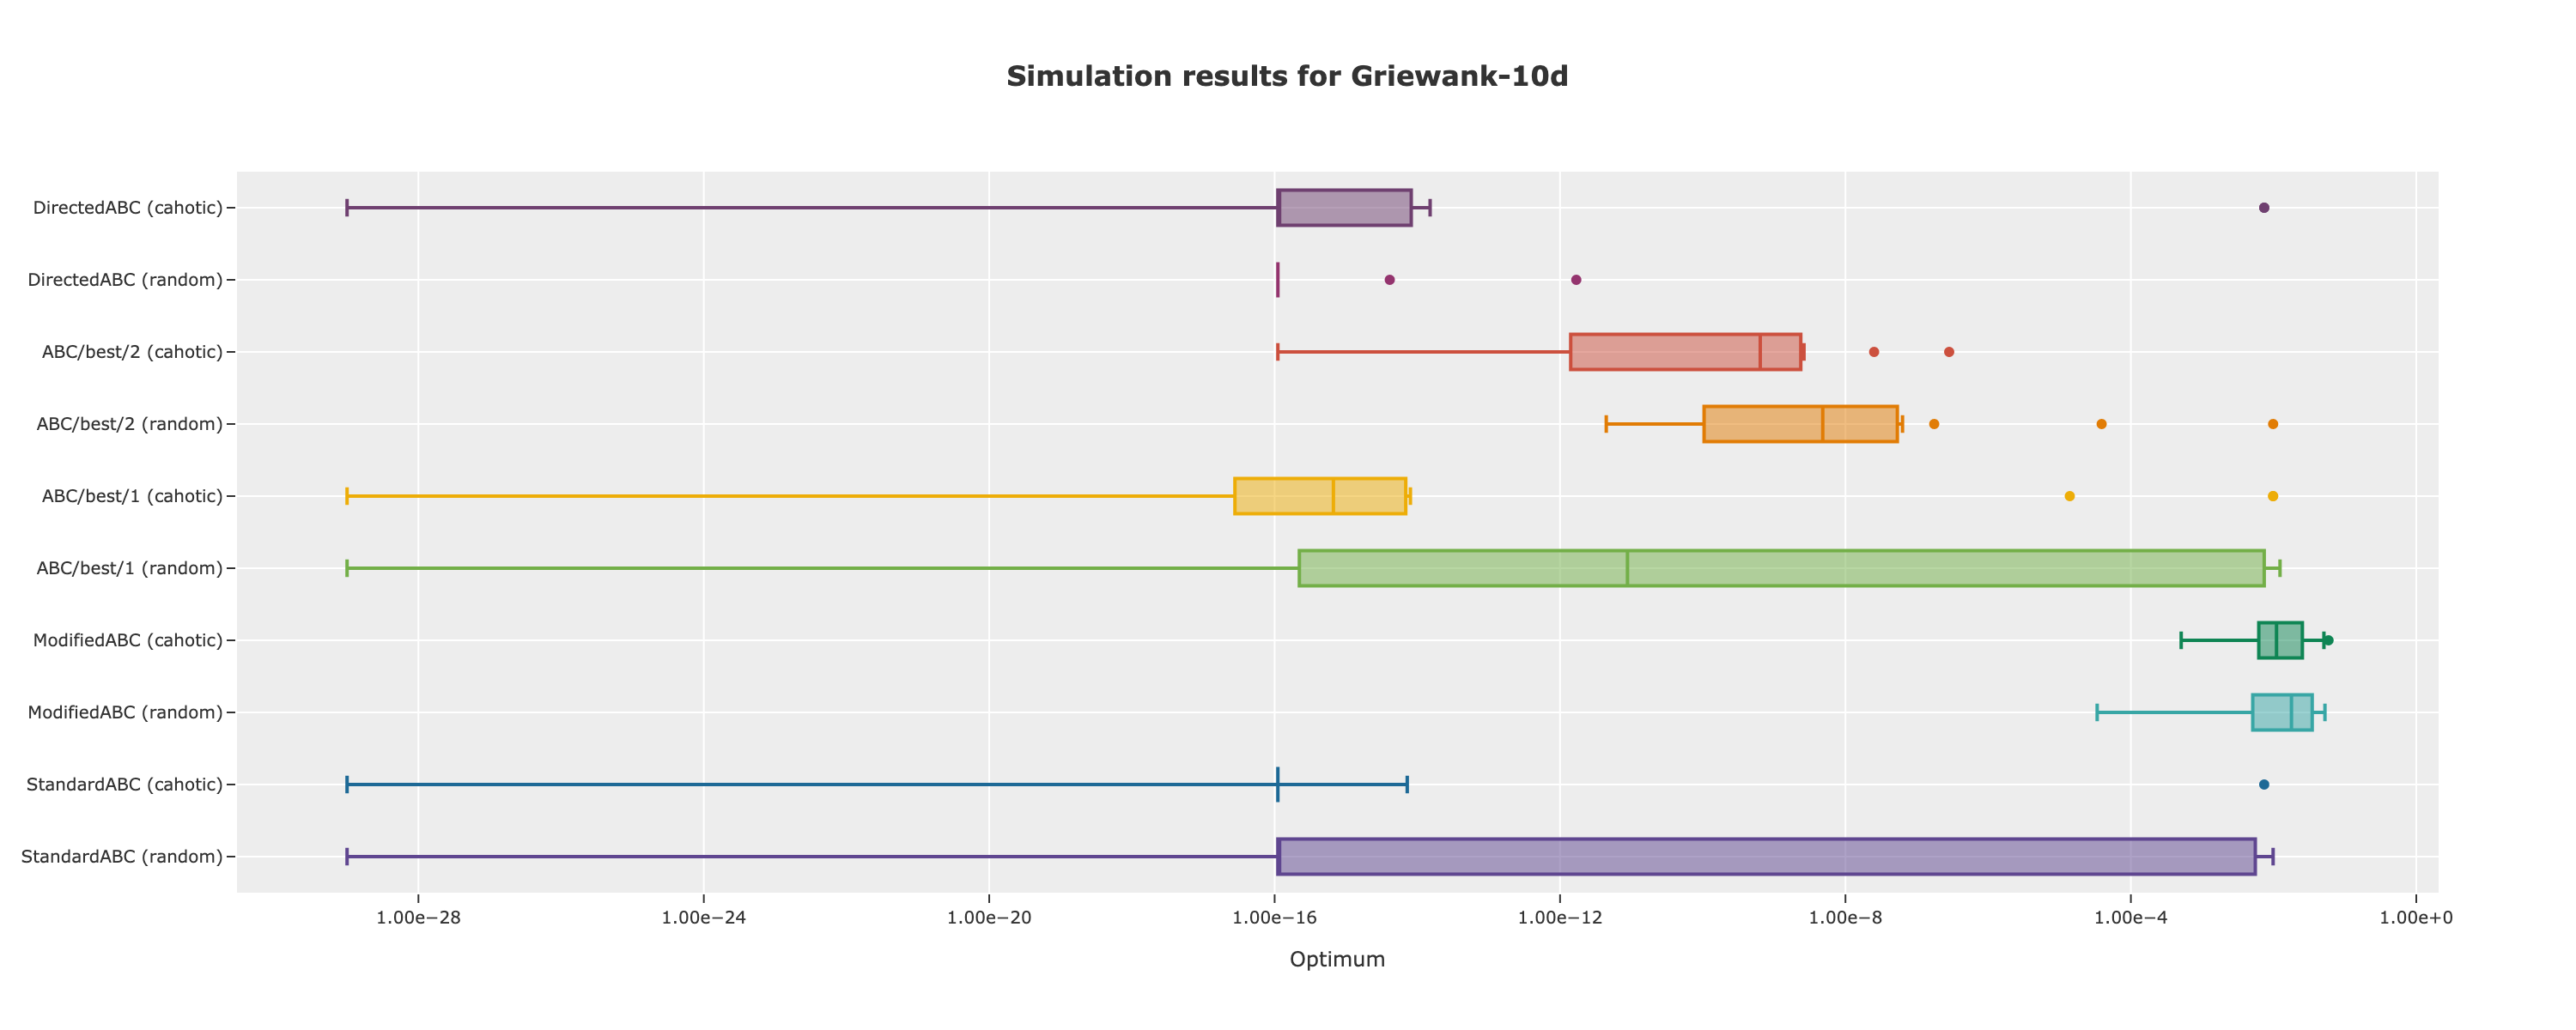 Simulation results for Griewank-10d
DirectedABC (cahotic)
DirectedABC (random)
ABC/best/2 (cahotic)
ABC/best/2 (random)
ABC/best/1 (cahotic)
ABC/best/1 (random)
ModifiedABC (cahotic)
ModifiedABC (random)
StandardABC (cahotic)
StandardABC (random)
1.00e−28 1.00e−24 1.00e−20 1.00e−16 1.00e−12 1.00e−8 1.00e−4 1.00e+0
Optimum